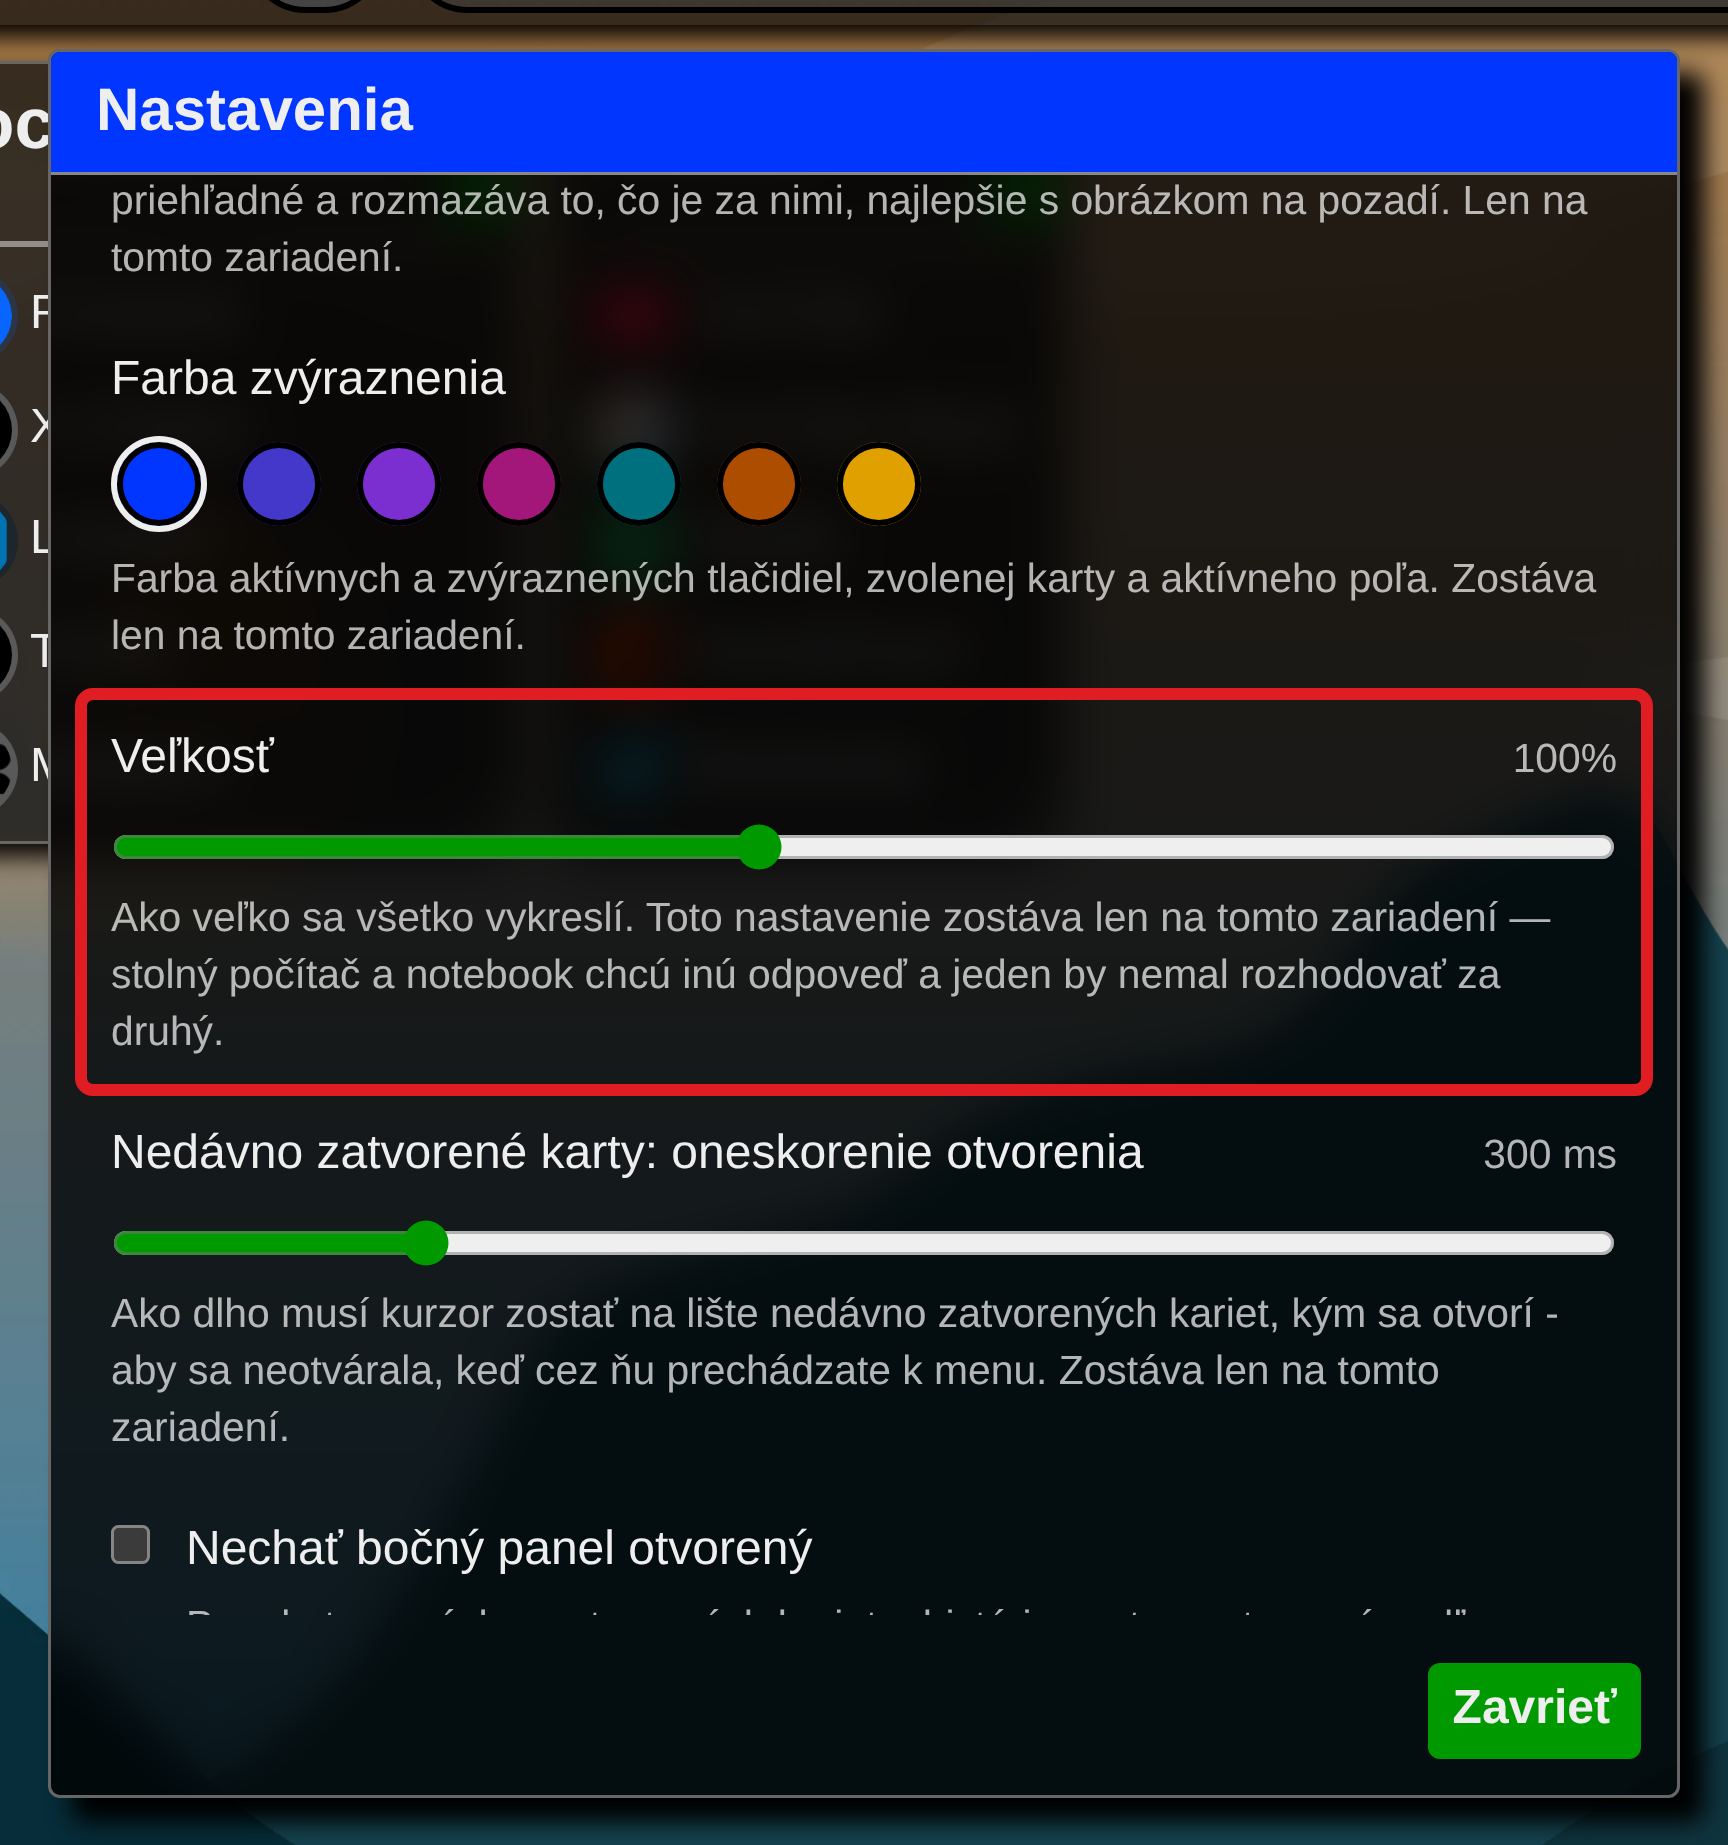 Nastavenia
priehľadné a rozmazáva to, čo je za nimi, najlepšie s obrázkom na pozadí. Len na
tomto zariadení.
Farba zvýraznenia
Farba aktívnych a zvýraznených tlačidiel, zvolenej karty a aktívneho poľa. Zostáva
len na tomto zariadení.
Veľkosť 100%
Ako veľko sa všetko vykreslí. Toto nastavenie zostáva len na tomto zariadení —
stolný počítač a notebook chcú inú odpoveď a jeden by nemal rozhodovať za
druhý.
Nedávno zatvorené karty: oneskorenie otvorenia 300 ms
Ako dlho musí kurzor zostať na lište nedávno zatvorených kariet, kým sa otvorí -
aby sa neotvárala, keď cez ňu prechádzate k menu. Zostáva len na tomto
zariadení.
Nechať bočný panel otvorený
Zavrieť